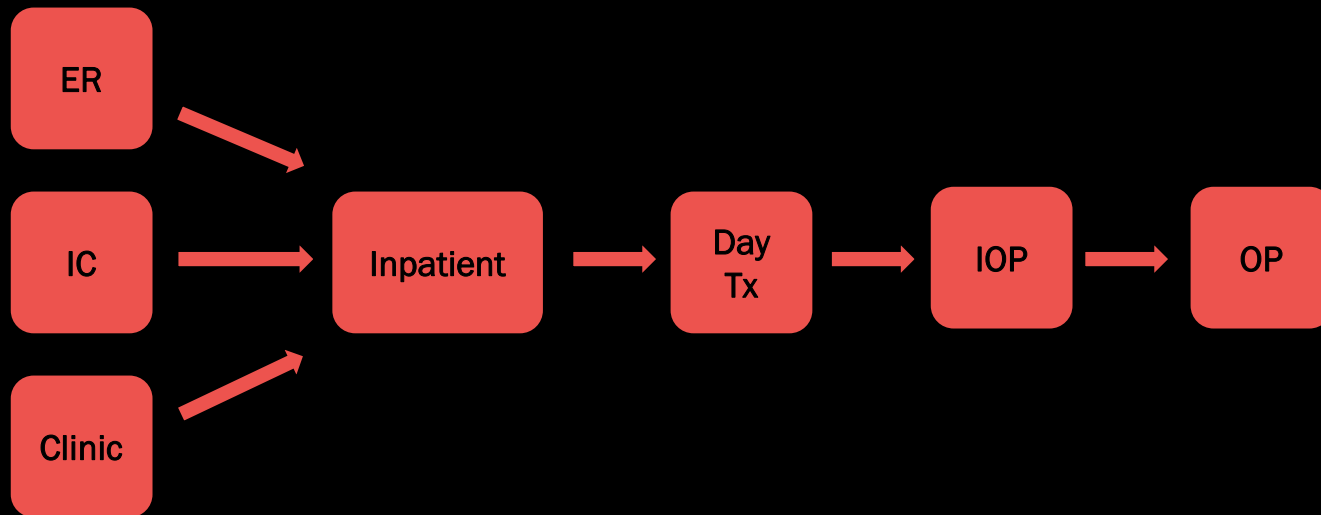 ER
IC
Clinic
Inpatient
Day
Tx
IOP
OP